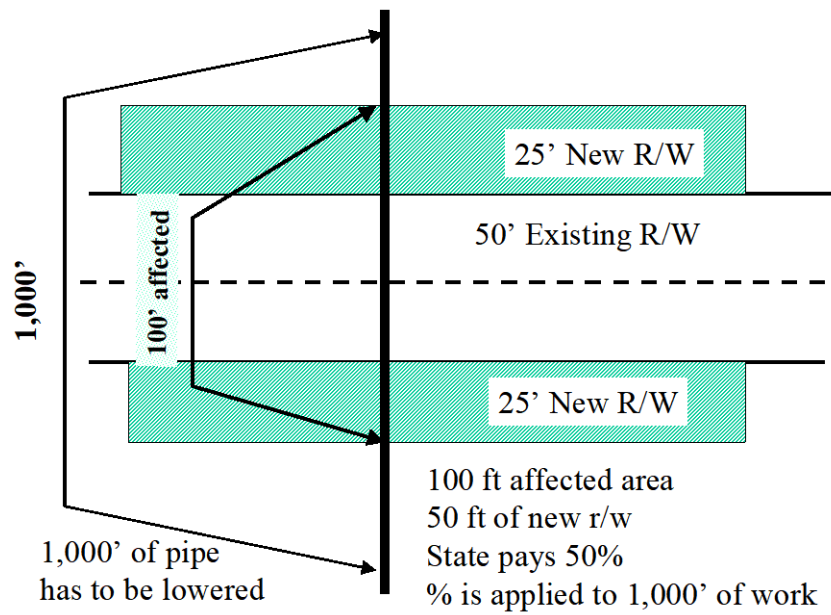 25’ New R/W
50’ Existing R/W
1,000’
100’ affected
25’ New R/W
100 ft affected area
50 ft of new r/w
State pays 50%
% is applied to 1,000’ of work
1,000’ of pipe
has to be lowered